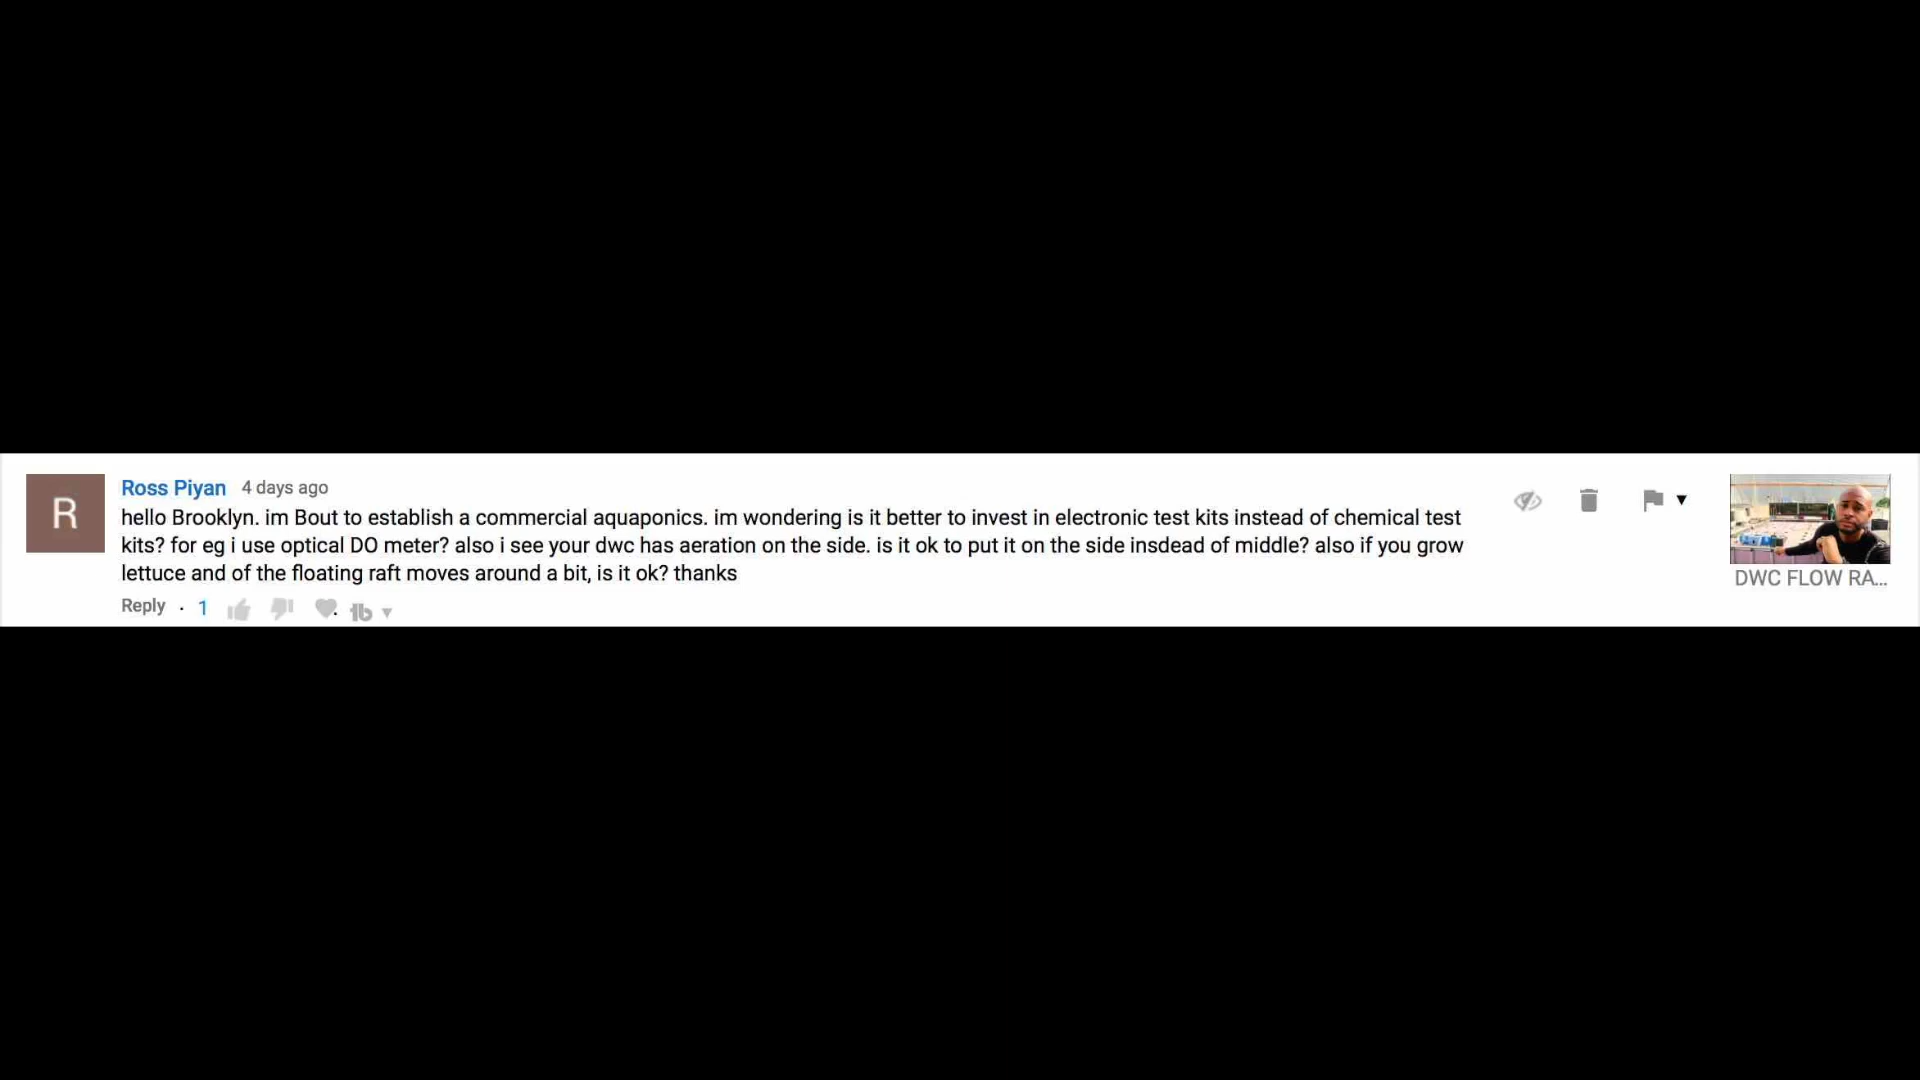 R
Ross Piyan 4 days ago
hello Brooklyn. im Bout to establish a commercial aquaponics. im wondering is it better to invest in electronic test kits instead of chemical test
kits? for eg i use optical DO meter? also i see your dwc has aeration on the side. is it ok to put it on the side insdead of middle? also if you grow
lettuce and of the floating raft moves around a bit, is it ok? thanks
Reply · 1
DWC FLOW RA...